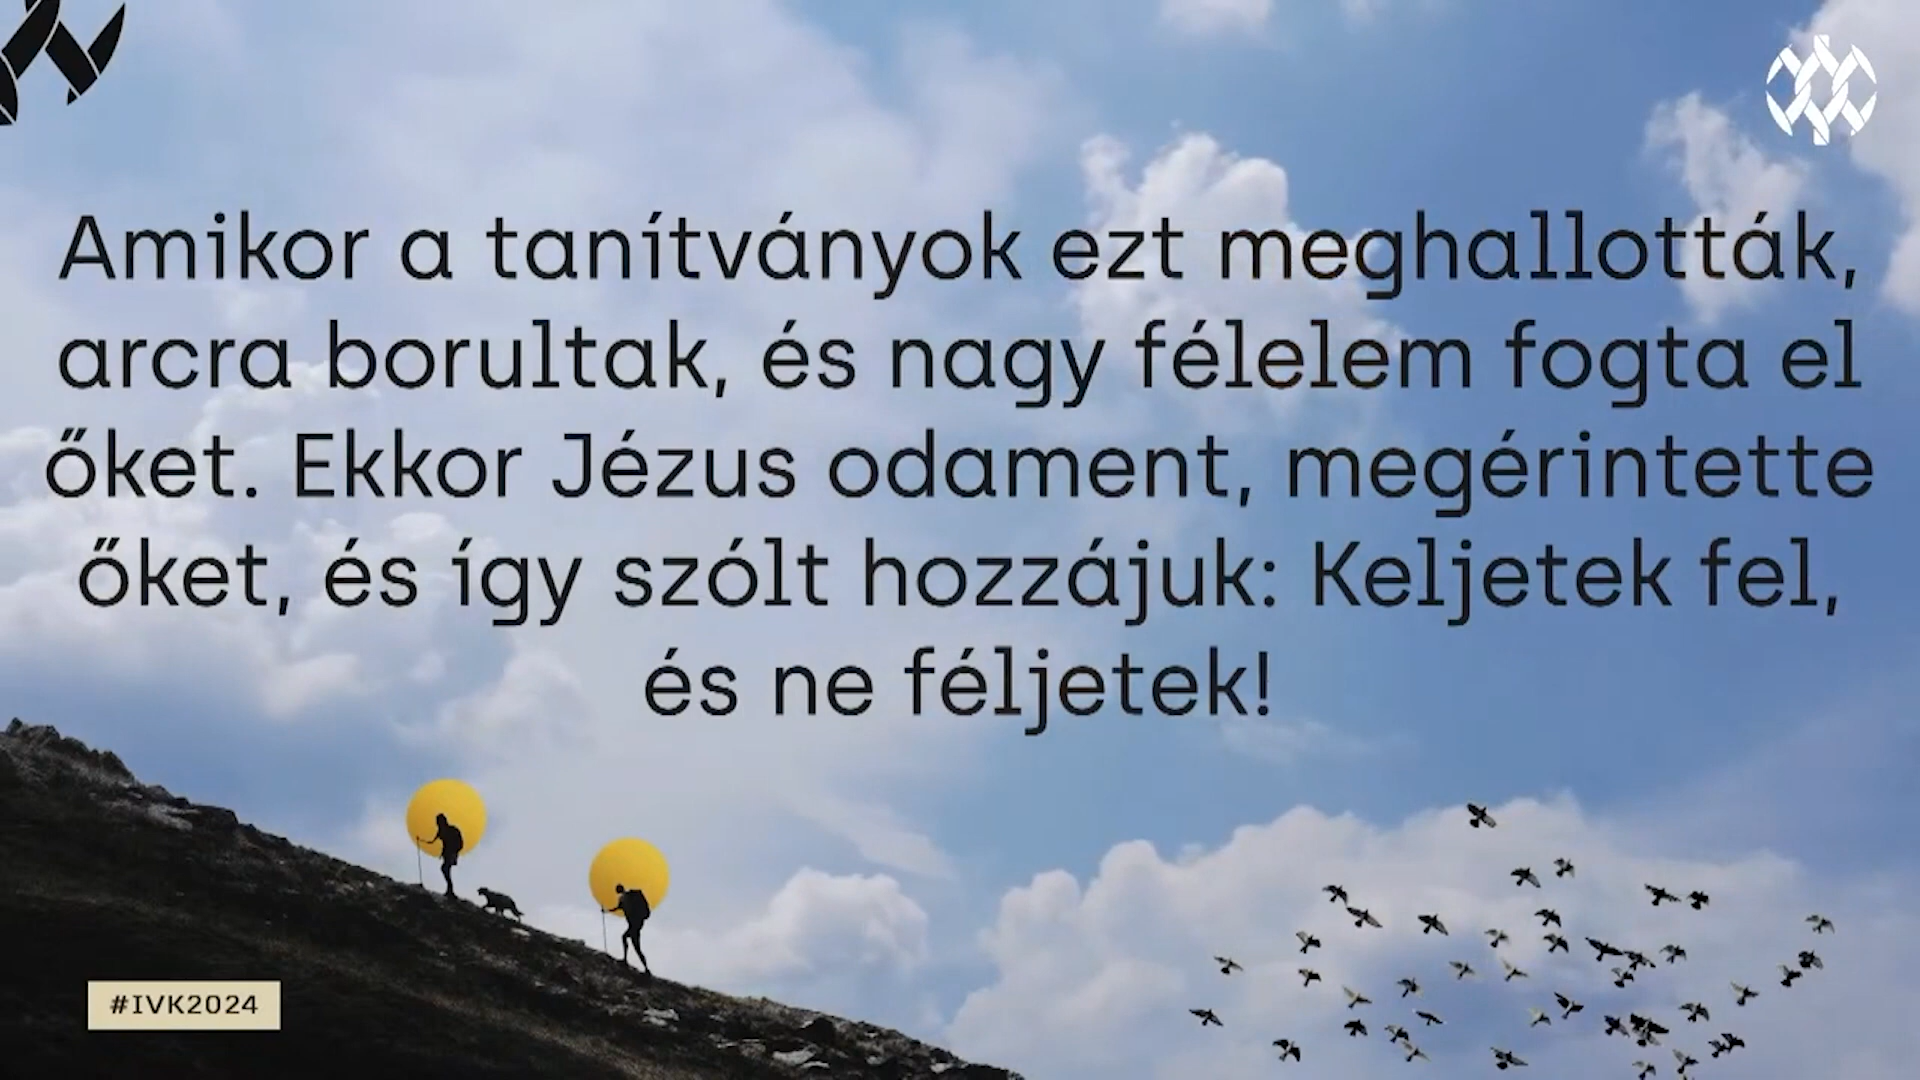 Amikor a tanítványok ezt meghallották,
arcra borultak, és nagy félelem fogta el
őket. Ekkor Jézus odament, megérintette
őket, és így szólt hozzájuk: Keljetek fel,
és ne féljetek!
#IVK2024